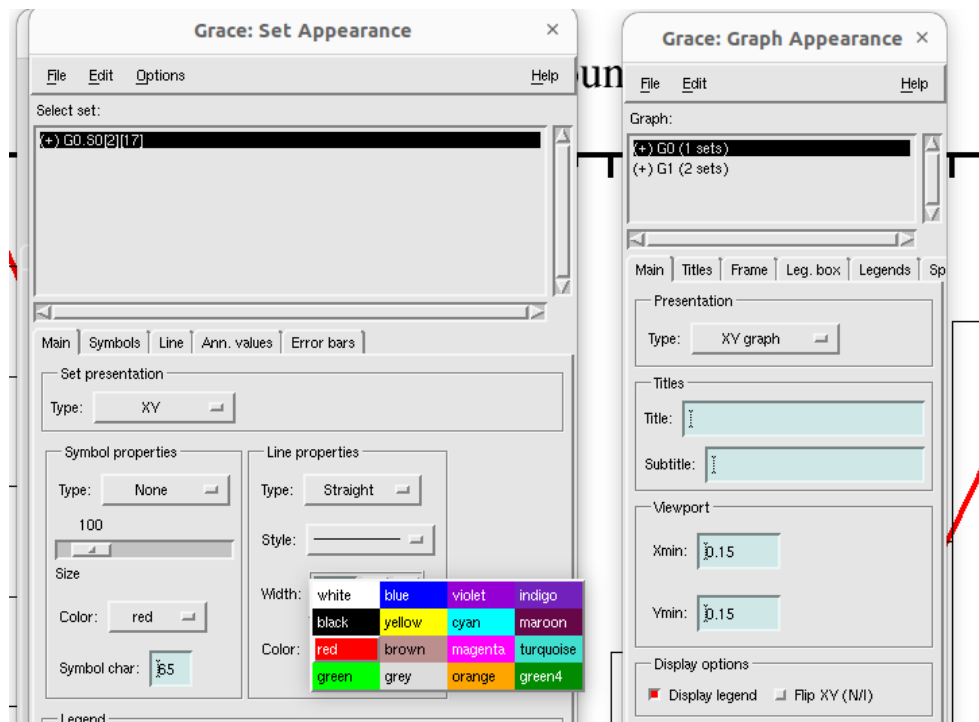 Grace: Set Appearance ×
File Edit Options Help
Select set:
(+) G0.S0[2][17]
Main Symbols Line Ann. values Error bars
Set presentation
Type: XY
Symbol properties
Type: None
100
Size
Color: red
Symbol char: 65
Line properties
Type: Straight
Style:
Width:
Color:
white blue violet indigo
black yellow cyan maroon
red brown magenta turquoise
green grey orange green4
Legend
oun
Grace: Graph Appearance ×
File Edit Help
Graph:
(+) G0 (1 sets)
(+) G1 (2 sets)
Main Titles Frame Leg. box Legends Sp
Presentation
Type: XY graph
Titles
Title:
Subtitle:
Viewport
Xmin: 0.15
Ymin: 0.15
Display options
Display legend Flip XY (N/I)